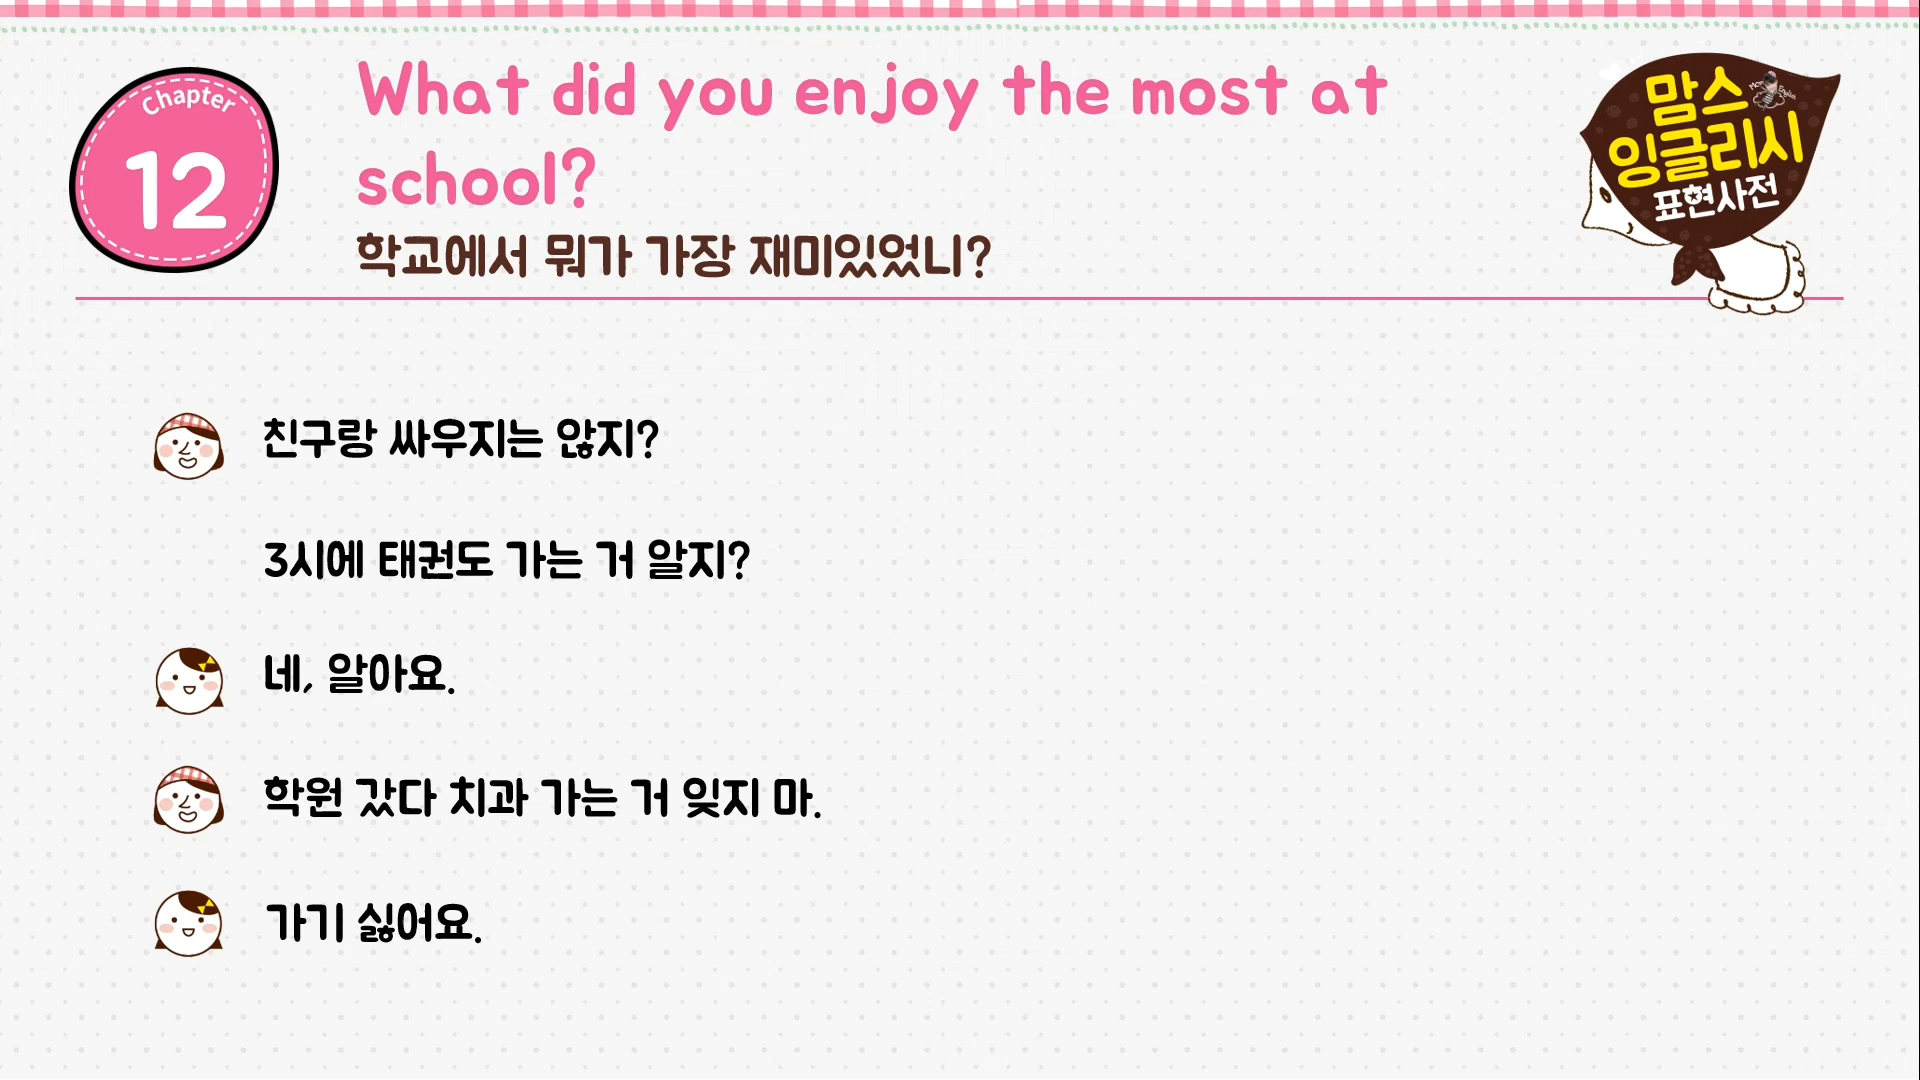 Chapter
12
What did you enjoy the most at
school?
학교에서 뭐가 가장 재미있었니?
맘스
Mom's English
잉글리시
표현사전
친구랑 싸우지는 않지?
3시에 태권도 가는 거 알지?
네, 알아요.
학원 갔다 치과 가는 거 잊지 마.
가기 싫어요.